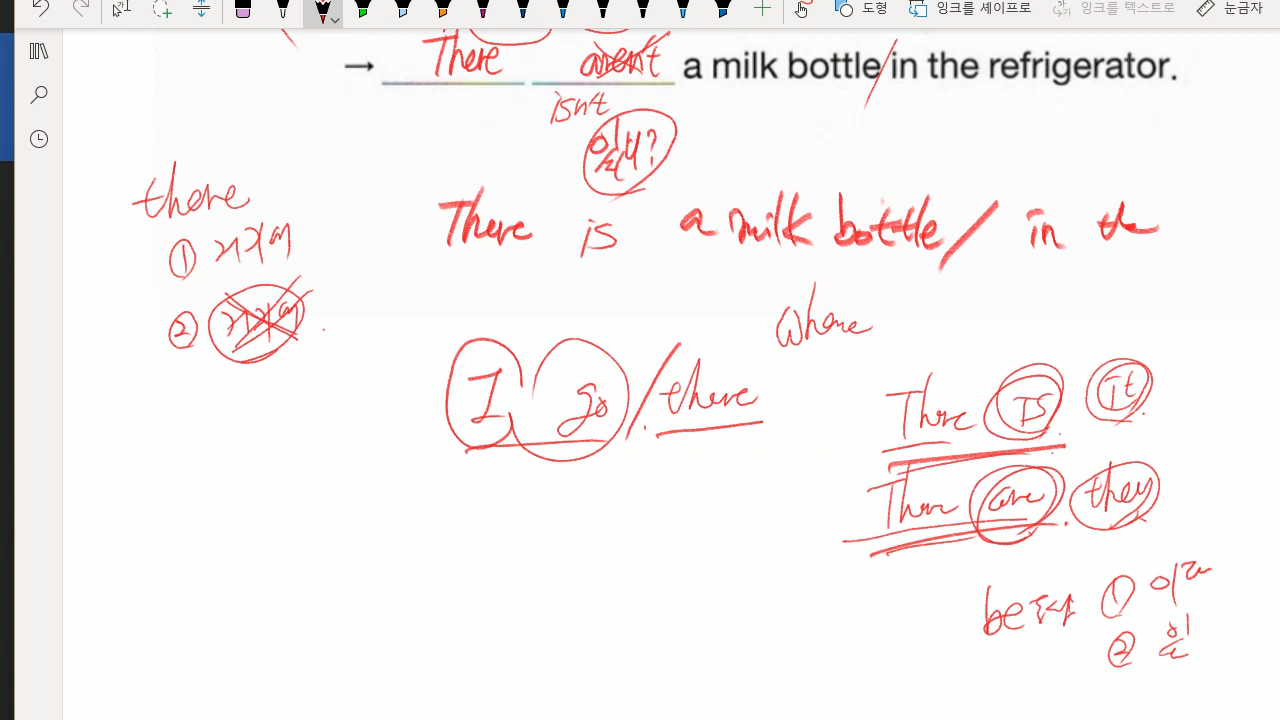 도형 잉크를 셰이프로 잉크를 텍스트로 눈금자
→ There aren't a milk bottle / in the refrigerator.
isn't
있니?
there
① 거기에
② 거기에
There is a milk bottle / in the
where
I go / there
There is. it
There are. they
be동사 ① 이다
② 있